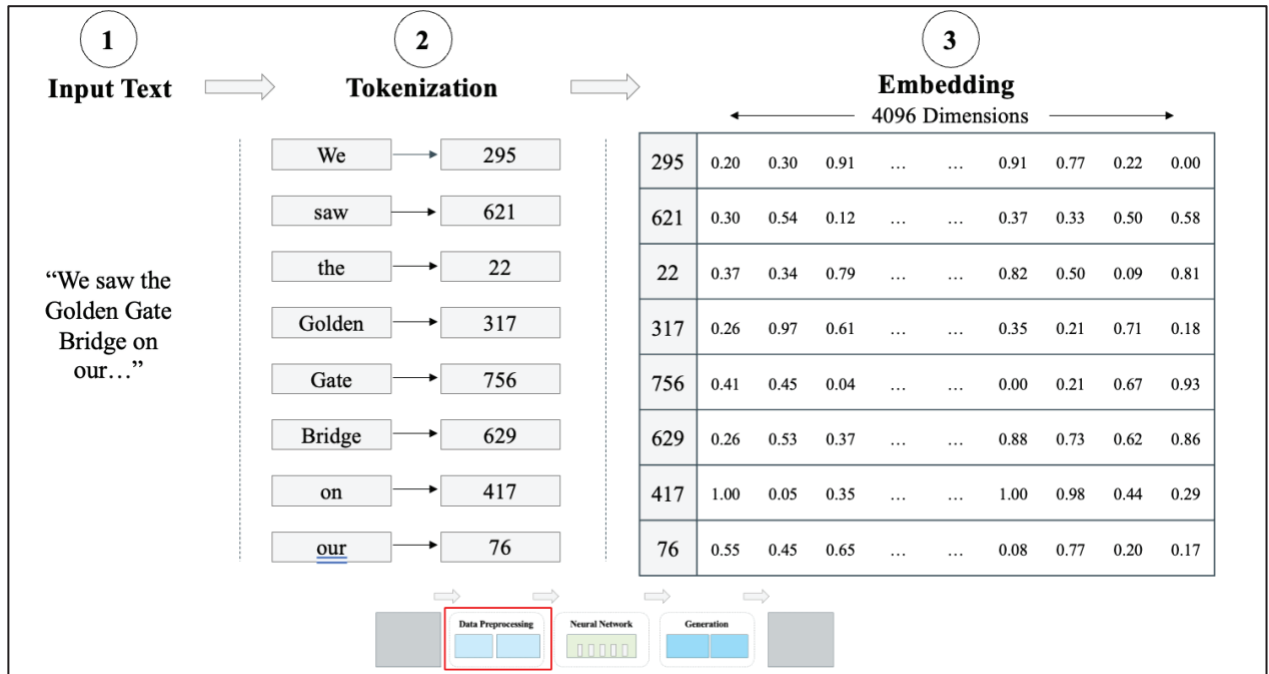 1
2
3
Input Text
Tokenization
Embedding
4096 Dimensions
“We saw the
Golden Gate
Bridge on
our…”
We 295
saw 621
the 22
Golden 317
Gate 756
Bridge 629
on 417
our 76
295 0.20 0.30 0.91 … … 0.91 0.77 0.22 0.00
621 0.30 0.54 0.12 … … 0.37 0.33 0.50 0.58
22 0.37 0.34 0.79 … … 0.82 0.50 0.09 0.81
317 0.26 0.97 0.61 … … 0.35 0.21 0.71 0.18
756 0.41 0.45 0.04 … … 0.00 0.21 0.67 0.93
629 0.26 0.53 0.37 … … 0.88 0.73 0.62 0.86
417 1.00 0.05 0.35 … … 1.00 0.98 0.44 0.29
76 0.55 0.45 0.65 … … 0.08 0.77 0.20 0.17
Data Preprocessing
Neural Network
Generation